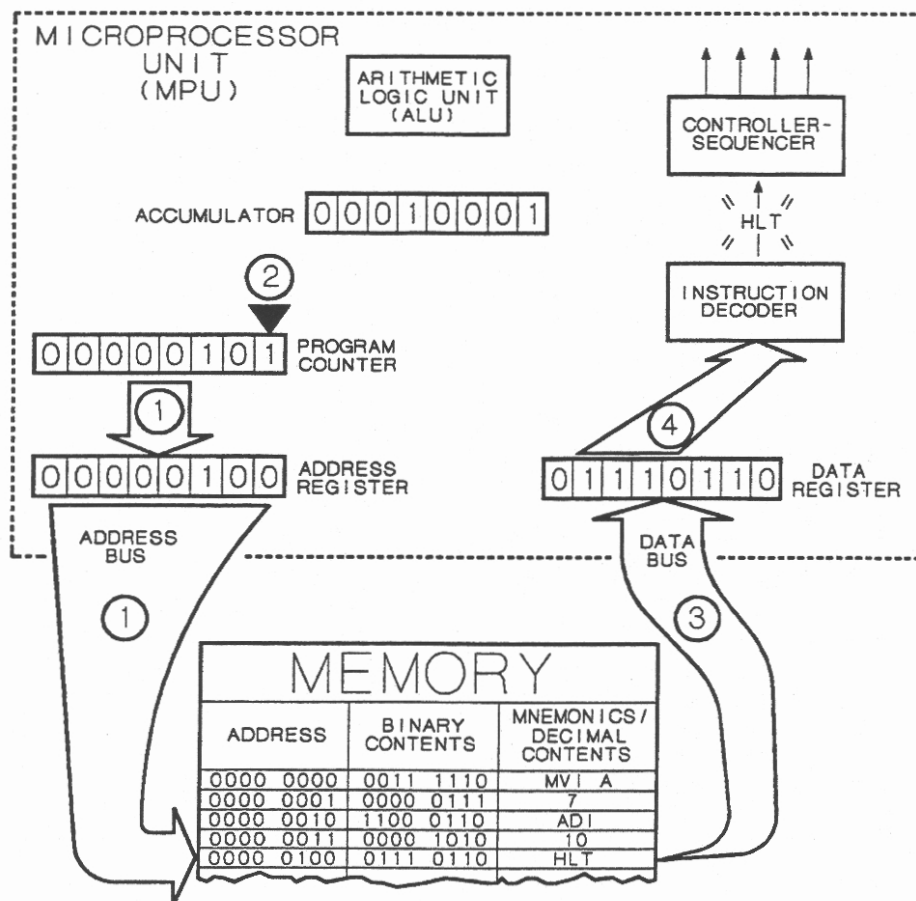 MICROPROCESSOR
UNIT
(MPU)
ARITHMETIC
LOGIC UNIT
(ALU)
CONTROLLER-
SEQUENCER
HLT
ACCUMULATOR 00010001
2
INSTRUCTION
DECODER
00000101 PROGRAM
COUNTER
1
4
00000100 ADDRESS
REGISTER
01110110 DATA
REGISTER
ADDRESS
BUS
DATA
BUS
1
3
MEMORY
ADDRESS BINARY CONTENTS MNEMONICS/ DECIMAL CONTENTS
0000 0000 0011 1110 MVI A
0000 0001 0000 0111 7
0000 0010 1100 0110 ADI
0000 0011 0000 1010 10
0000 0100 0111 0110 HLT